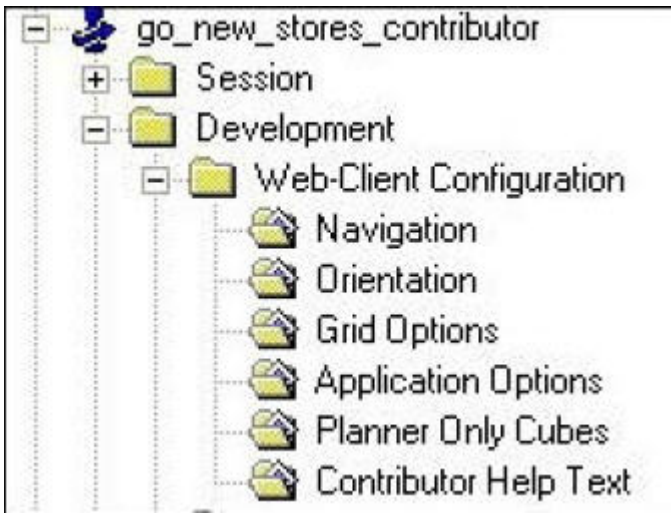 go_new_stores_contributor
Session
Development
Web-Client Configuration
Navigation
Orientation
Grid Options
Application Options
Planner Only Cubes
Contributor Help Text